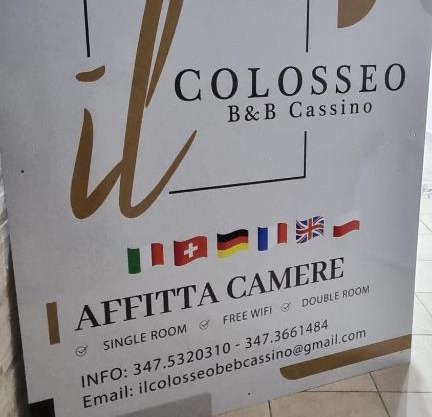 il COLOSSEO
B&B Cassino
AFFITTA CAMERE
SINGLE ROOM FREE WIFI DOUBLE ROOM
INFO: 347.5320310 - 347.3661484
Email: ilcolosseobebcassino@gmail.com